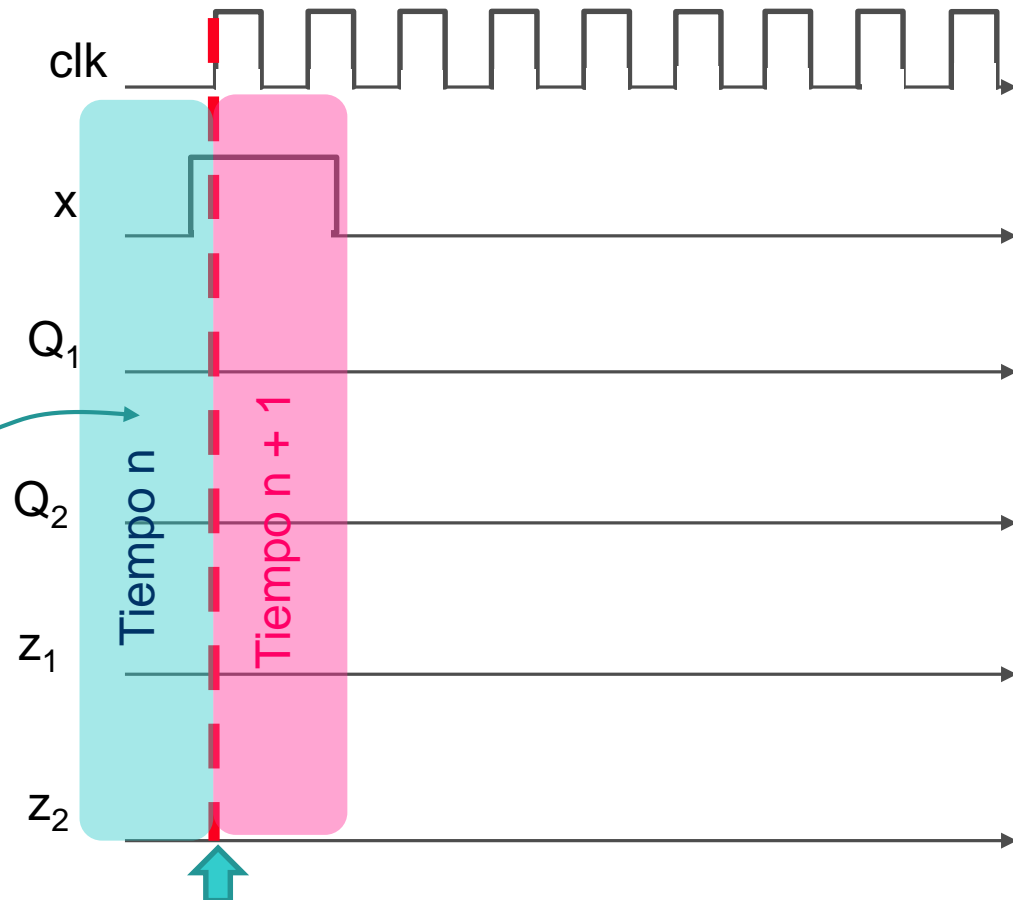 clk
x
Q₁
Q₂
z₁
z₂
Tiempo n
Tiempo n + 1